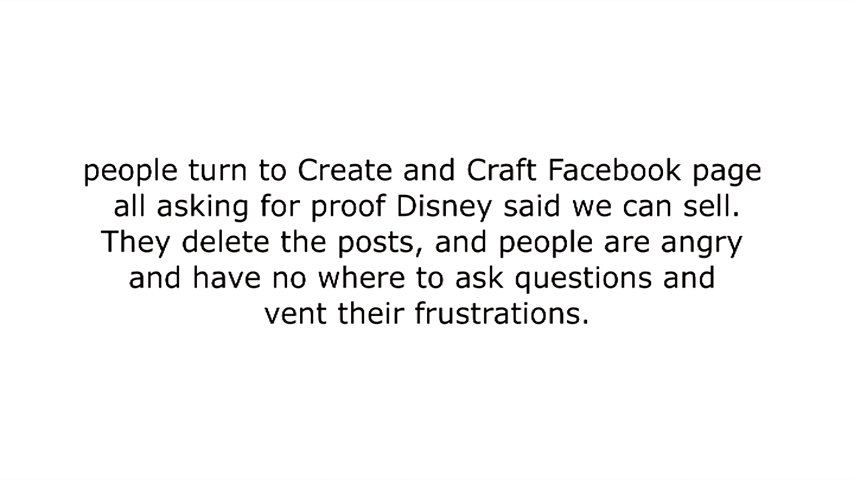 people turn to Create and Craft Facebook page
all asking for proof Disney said we can sell.
They delete the posts, and people are angry
and have no where to ask questions and
vent their frustrations.